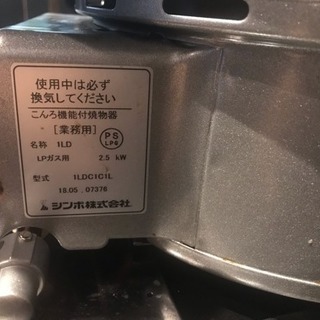 使用中は必ず
換気してください
こんろ機能付焼物器
[業務用]
PS
LPG
名称 1LD
LPガス用 2.5 kW
型式 1LDC1C1L
18.05.07376
シンポ株式会社